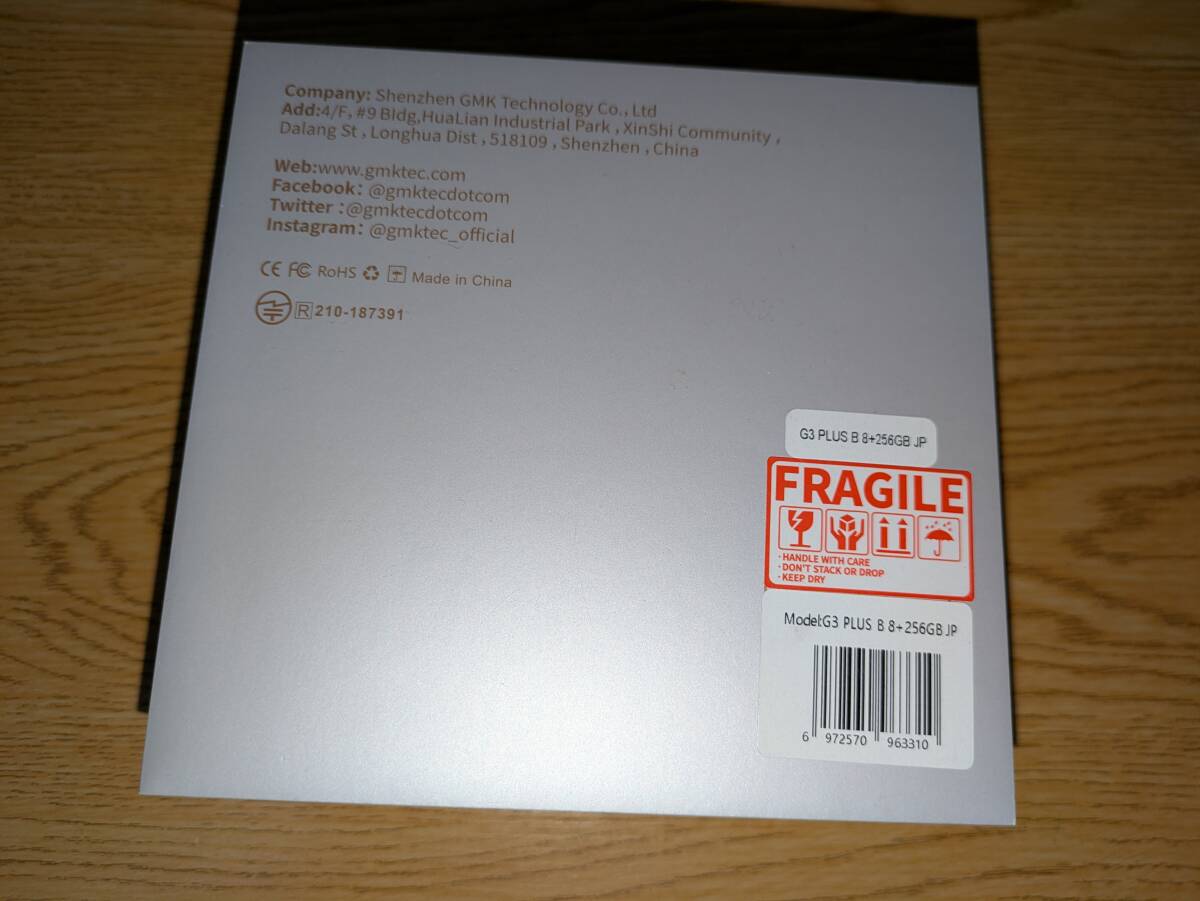 Company: Shenzhen GMK Technology Co., Ltd
Add:4/F, #9 Bldg,HuaLian Industrial Park , XinShi Community ,
Dalang St , Longhua Dist , 518109 , Shenzhen , China
Web:www.gmktec.com
Facebook: @gmktecdotcom
Twitter :@gmktecdotcom
Instagram: @gmktec_official
CE FC RoHS Made in China
R 210-187391
G3 PLUS B 8+256GB JP
FRAGILE
·HANDLE WITH CARE
·DON'T STACK OR DROP
·KEEP DRY
Model:G3 PLUS B 8+256GB JP
6 972570 963310